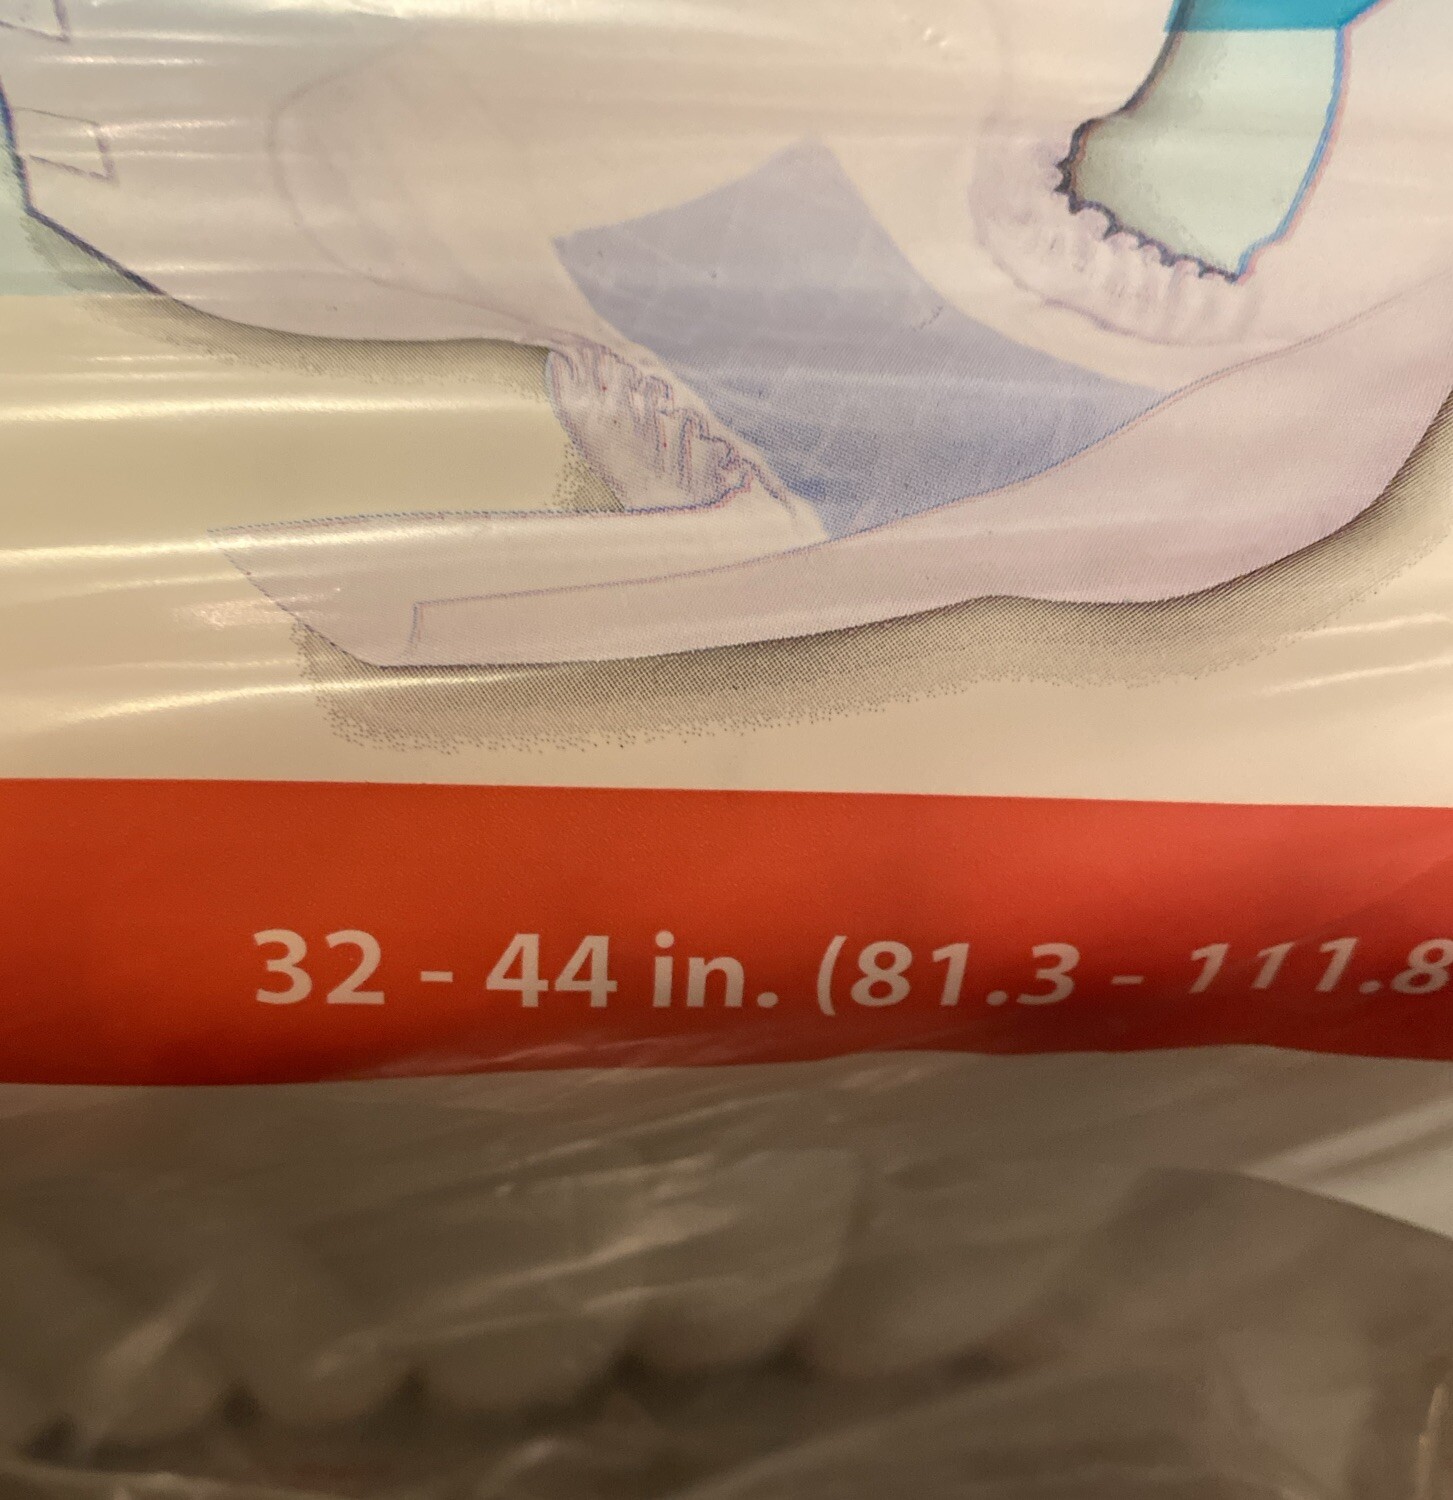 32 - 44 in. (81.3 - 111.8